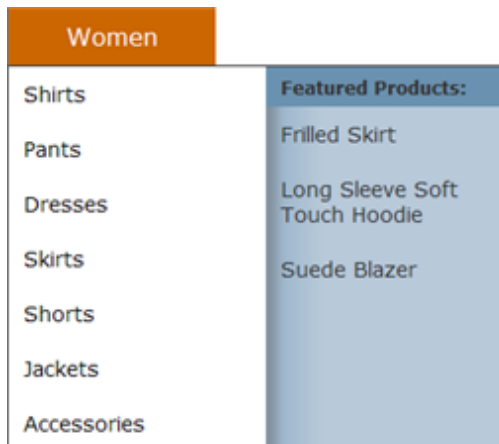 Women
Shirts
Pants
Dresses
Skirts
Shorts
Jackets
Accessories
Featured Products:
Frilled Skirt
Long Sleeve Soft
Touch Hoodie
Suede Blazer